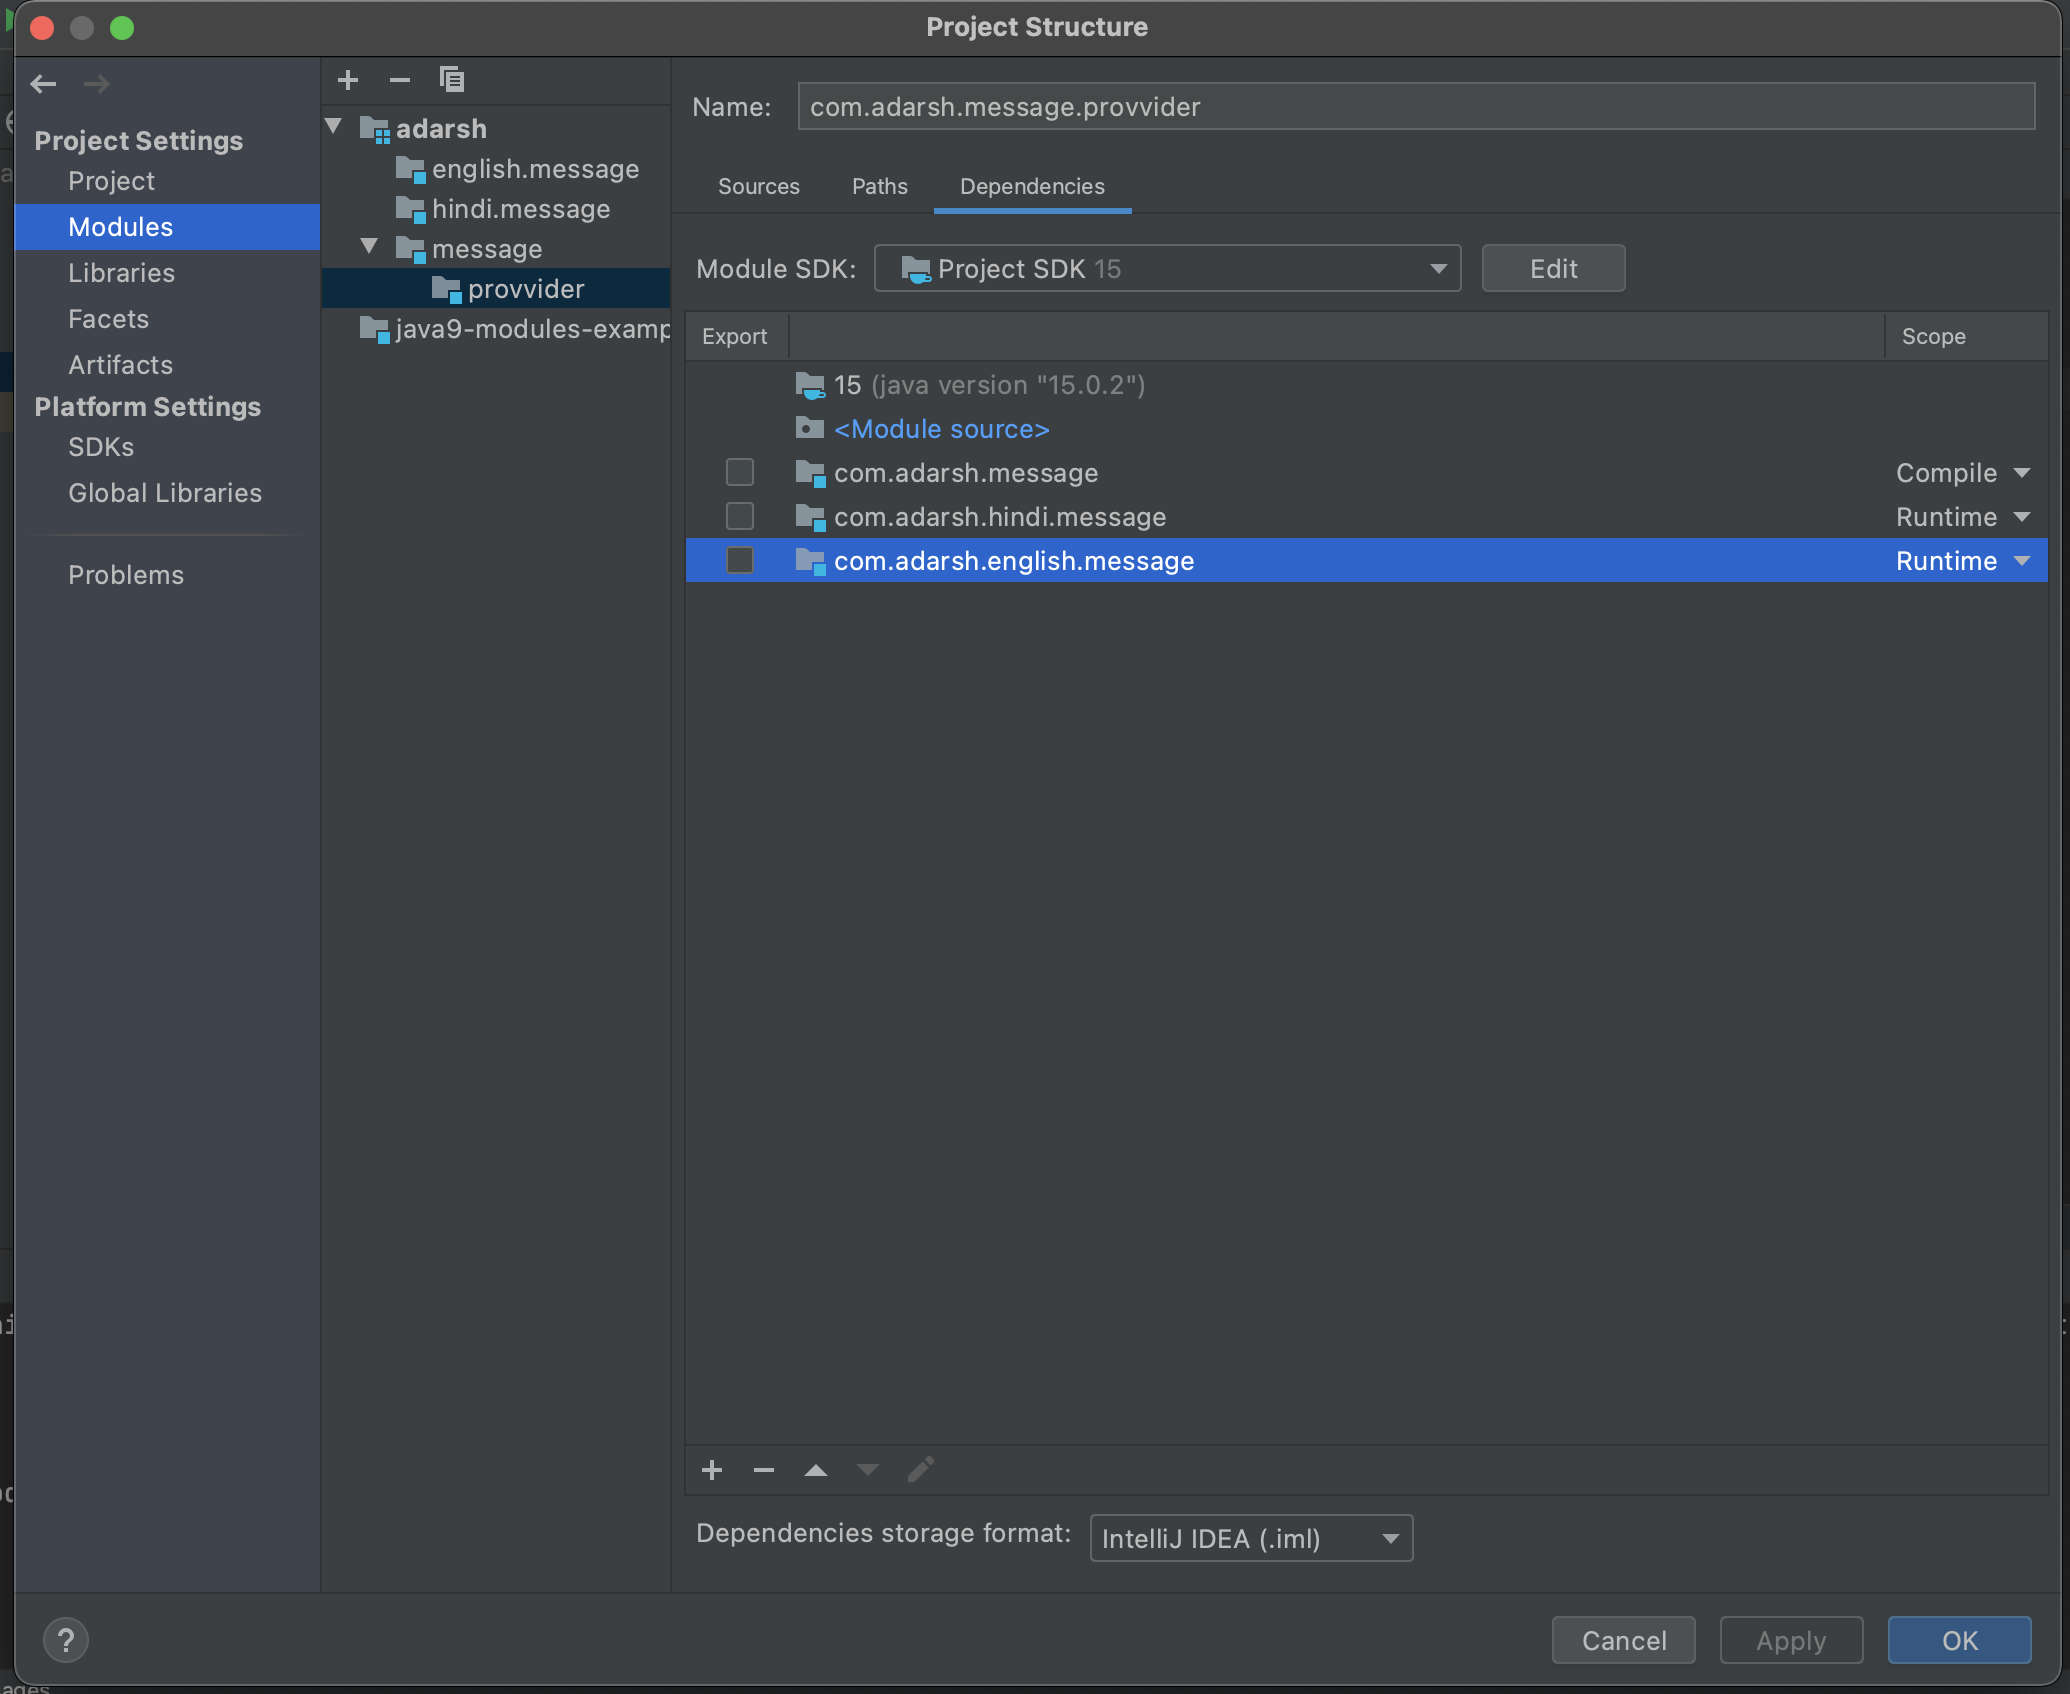 Project Structure
Project Settings
Project
Modules
Libraries
Facets
Artifacts
Platform Settings
SDKs
Global Libraries
Problems
adarsh
english.message
hindi.message
message
provvider
java9-modules-examp
Name: com.adarsh.message.provvider
Sources Paths Dependencies
Module SDK: Project SDK 15 Edit
Export Scope
15 (java version "15.0.2")
<Module source>
com.adarsh.message Compile
com.adarsh.hindi.message Runtime
com.adarsh.english.message Runtime
Dependencies storage format: IntelliJ IDEA (.iml)
? Cancel Apply OK
ages